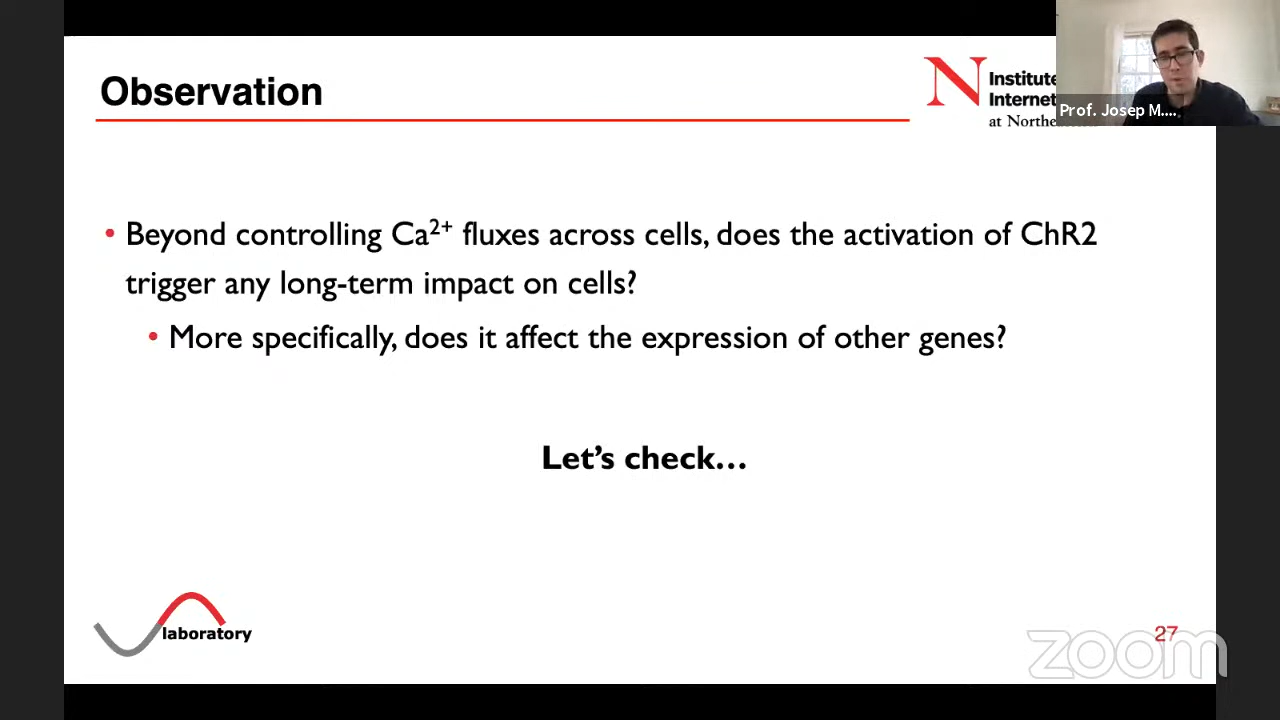 Observation
N
Institute
Internet
at Northe
Prof. Josep M....
• Beyond controlling Ca²⁺ fluxes across cells, does the activation of ChR2
trigger any long-term impact on cells?
• More specifically, does it affect the expression of other genes?
Let's check...
laboratory
27
zoom